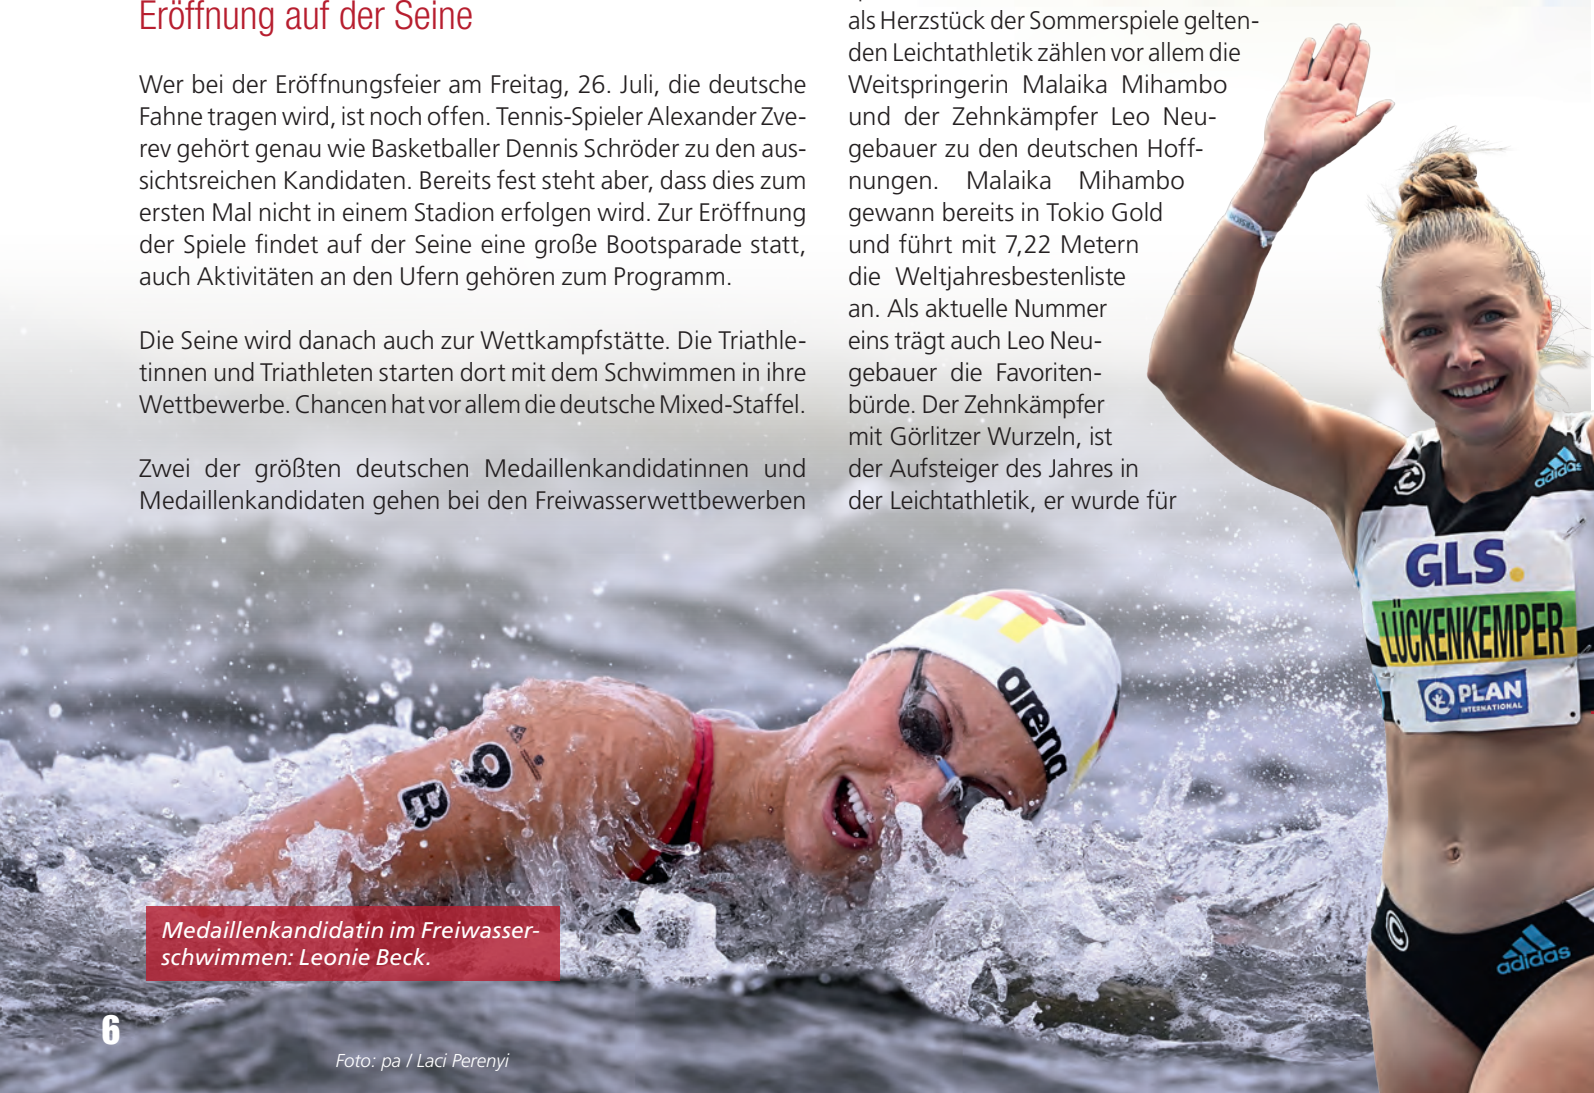 Eröffnung auf der Seine
Wer bei der Eröffnungsfeier am Freitag, 26. Juli, die deutsche
Fahne tragen wird, ist noch offen. Tennis-Spieler Alexander Zve-
rev gehört genau wie Basketballer Dennis Schröder zu den aus-
sichtsreichen Kandidaten. Bereits fest steht aber, dass dies zum
ersten Mal nicht in einem Stadion erfolgen wird. Zur Eröffnung
der Spiele findet auf der Seine eine große Bootsparade statt,
auch Aktivitäten an den Ufern gehören zum Programm.
Die Seine wird danach auch zur Wettkampfstätte. Die Triathle-
tinnen und Triathleten starten dort mit dem Schwimmen in ihre
Wettbewerbe. Chancen hat vor allem die deutsche Mixed-Staffel.
Zwei der größten deutschen Medaillenkandidatinnen und
Medaillenkandidaten gehen bei den Freiwasserwettbewerben
als Herzstück der Sommerspiele gelten-
den Leichtathletik zählen vor allem die
Weitspringerin Malaika Mihambo
und der Zehnkämpfer Leo Neu-
gebauer zu den deutschen Hoff-
nungen. Malaika Mihambo
gewann bereits in Tokio Gold
und führt mit 7,22 Metern
die Weltjahresbestenliste
an. Als aktuelle Nummer
eins trägt auch Leo Neu-
gebauer die Favoriten-
bürde. Der Zehnkämpfer
mit Görlitzer Wurzeln, ist
der Aufsteiger des Jahres in
der Leichtathletik, er wurde für
adidas
GLS.
LÜCKENKEMPER
PLAN
INTERNATIONAL
adidas
arena
9
B
Medaillenkandidatin im Freiwasser-
schwimmen: Leonie Beck.
6
Foto: pa / Laci Perenyi